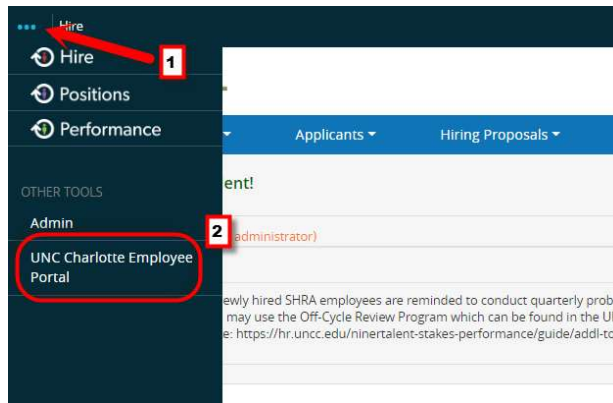 Hire
1
Hire
Positions
Performance
Applicants
Hiring Proposals
OTHER TOOLS
ent!
Admin
2
administrator)
UNC Charlotte Employee
Portal
ewly hired SHRA employees are reminded to conduct quarterly prob
may use the Off-Cycle Review Program which can be found in the U
e: https://hr.uncc.edu/ninertalent-stakes-performance/guide/addl-to